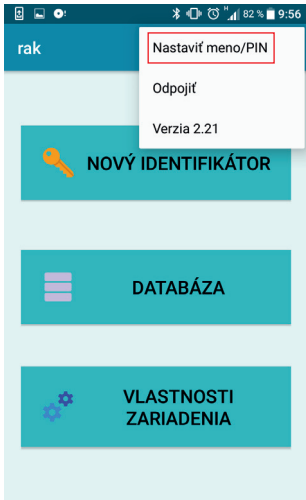 82 % 9:56
rak
Nastaviť meno/PIN
Odpojiť
Verzia 2.21
NOVÝ IDENTIFIKÁTOR
DATABÁZA
VLASTNOSTI
ZARIADENIA